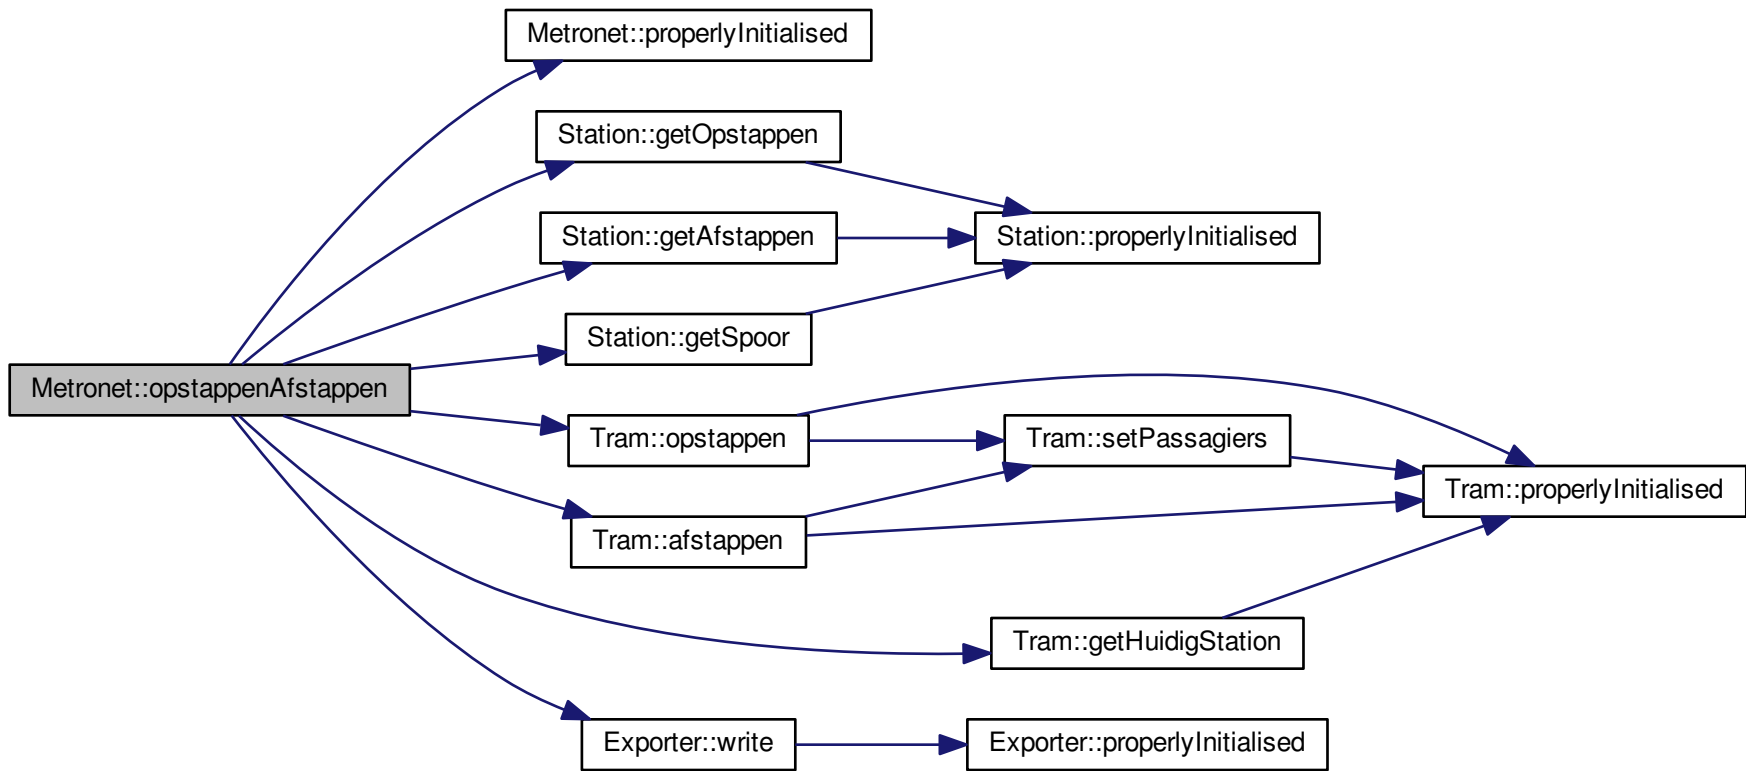 Metronet::properlyInitialised
Station::getOpstappen
Station::getAfstappen
Station::properlyInitialised
Station::getSpoor
Metronet::opstappenAfstappen
Tram::opstappen
Tram::setPassagiers
Tram::properlyInitialised
Tram::afstappen
Tram::getHuidigStation
Exporter::write
Exporter::properlyInitialised